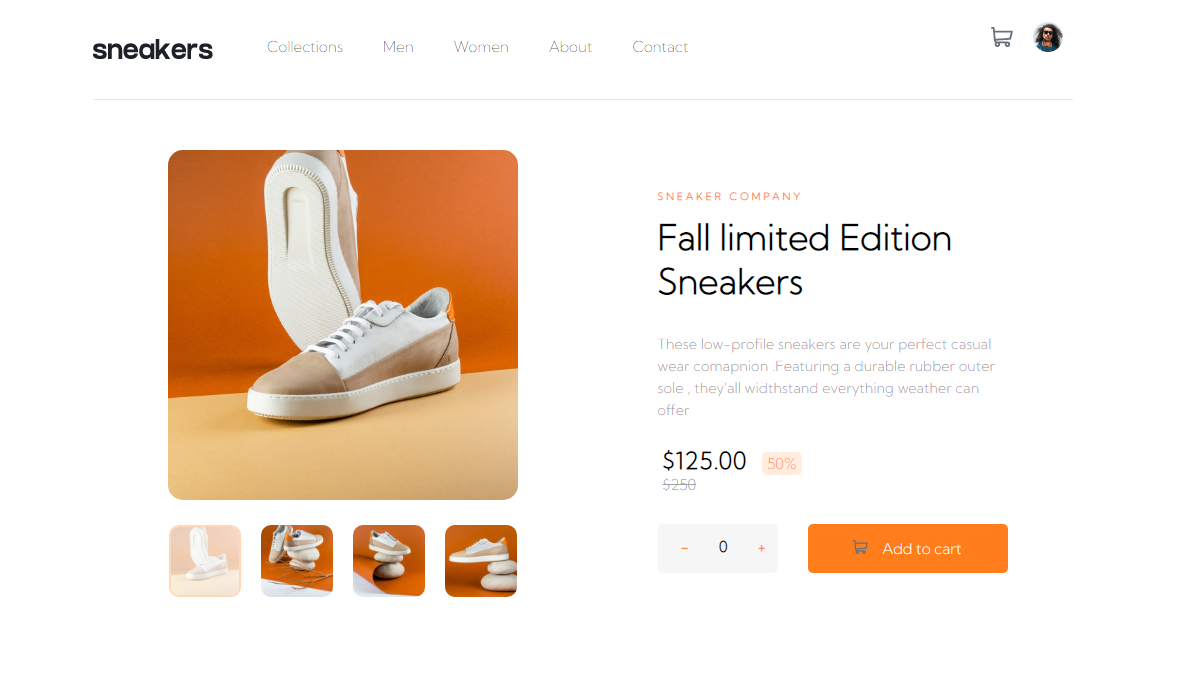 sneakers Collections Men Women About Contact
SNEAKER COMPANY
Fall limited Edition
Sneakers
These low-profile sneakers are your perfect casual
wear comapnion .Featuring a durable rubber outer
sole , they'all widthstand everything weather can
offer
$125.00 50%
$250
− 0 + Add to cart